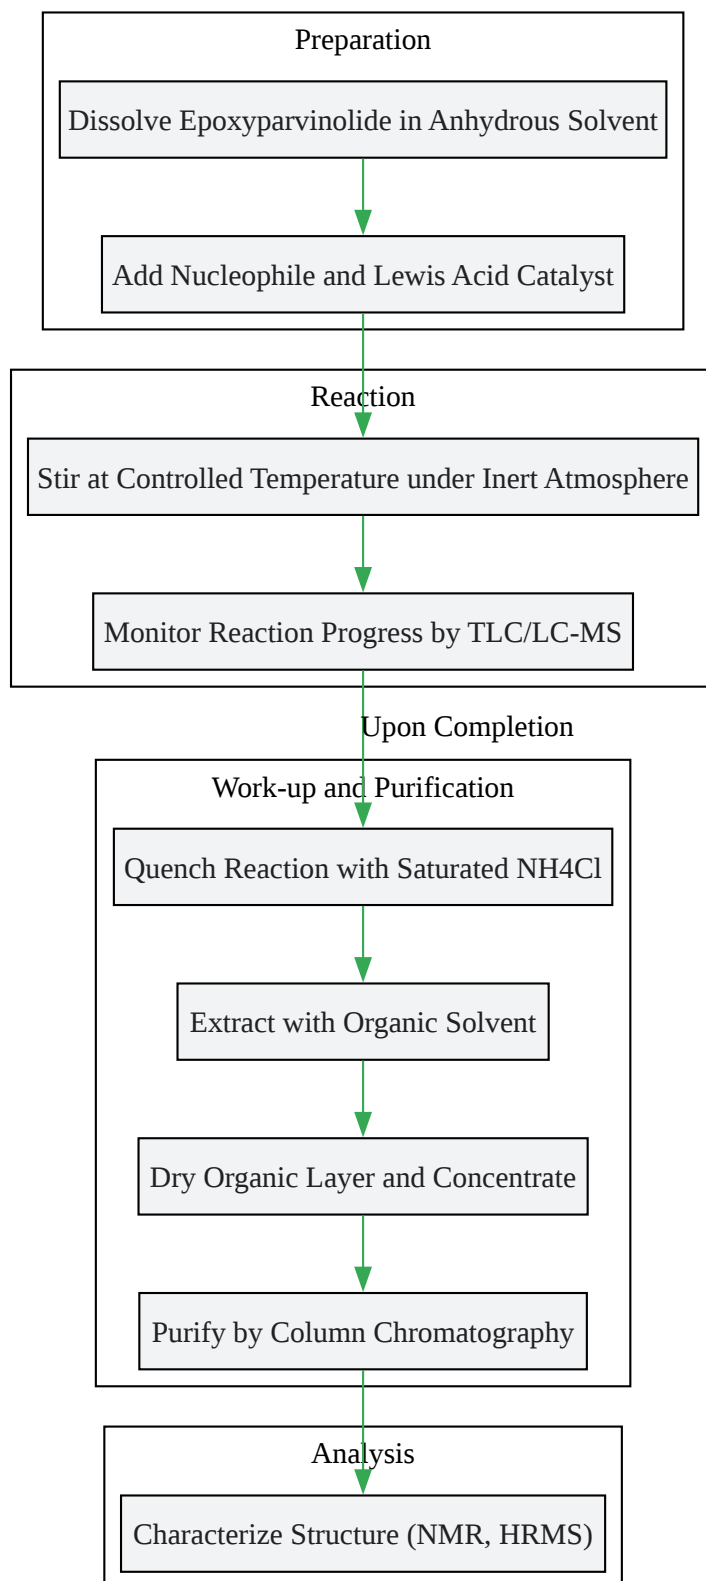 Preparation
Dissolve Epoxyparvinolide in Anhydrous Solvent
Add Nucleophile and Lewis Acid Catalyst
Reaction
Stir at Controlled Temperature under Inert Atmosphere
Monitor Reaction Progress by TLC/LC-MS
Upon Completion
Work-up and Purification
Quench Reaction with Saturated NH4Cl
Extract with Organic Solvent
Dry Organic Layer and Concentrate
Purify by Column Chromatography
Analysis
Characterize Structure (NMR, HRMS)